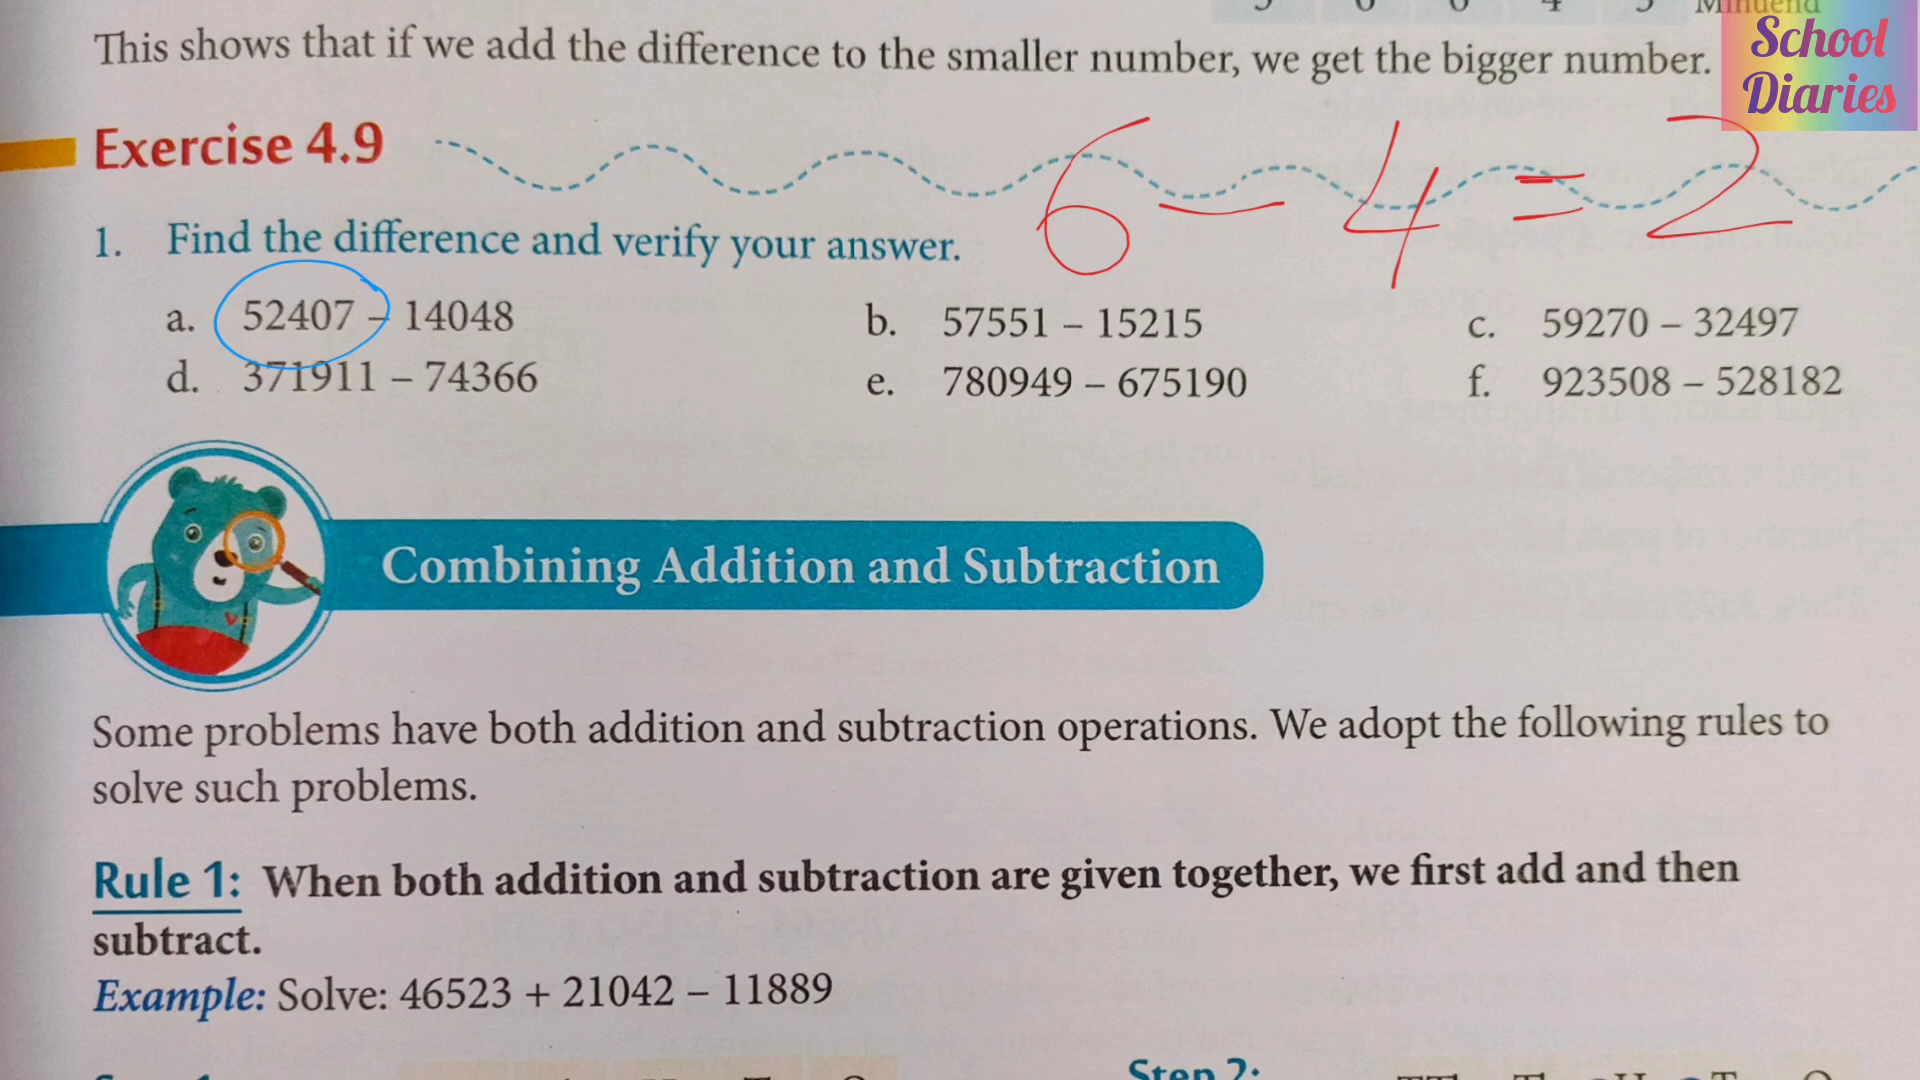 Minuend
School
Diaries
This shows that if we add the difference to the smaller number, we get the bigger number.
Exercise 4.9
6 – 4 = 2
1. Find the difference and verify your answer.
a. 52407 – 14048 b. 57551 – 15215 c. 59270 – 32497
d. 371911 – 74366 e. 780949 – 675190 f. 923508 – 528182
Combining Addition and Subtraction
Some problems have both addition and subtraction operations. We adopt the following rules to
solve such problems.
Rule 1: When both addition and subtraction are given together, we first add and then
subtract.
Example: Solve: 46523 + 21042 – 11889
Step 2: